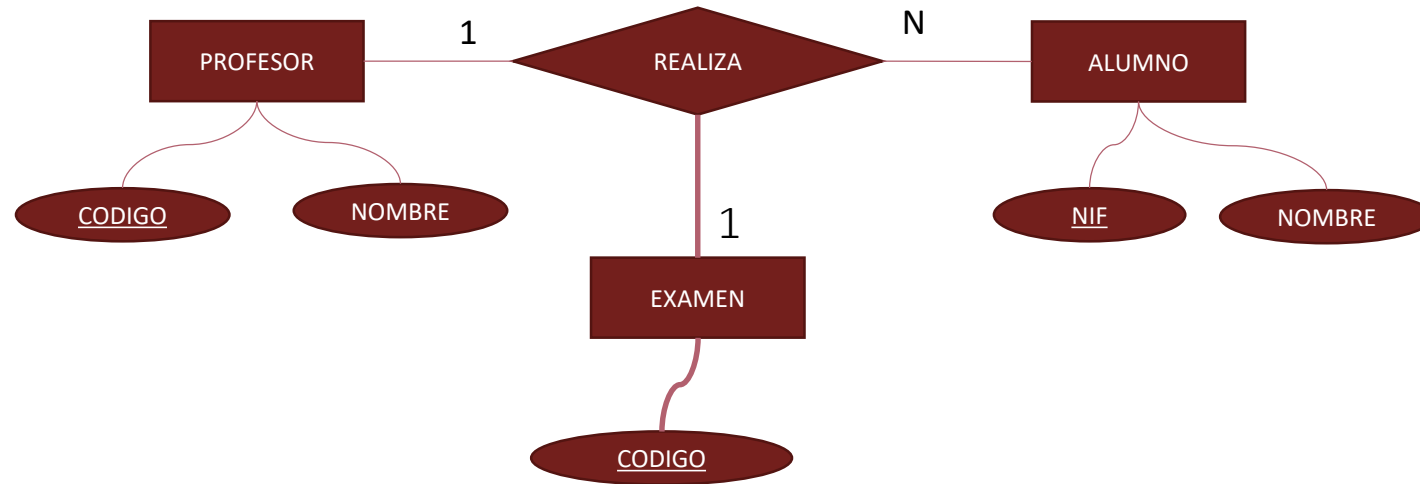 1
N
PROFESOR
REALIZA
ALUMNO
CODIGO
NOMBRE
NIF
NOMBRE
1
EXAMEN
CODIGO